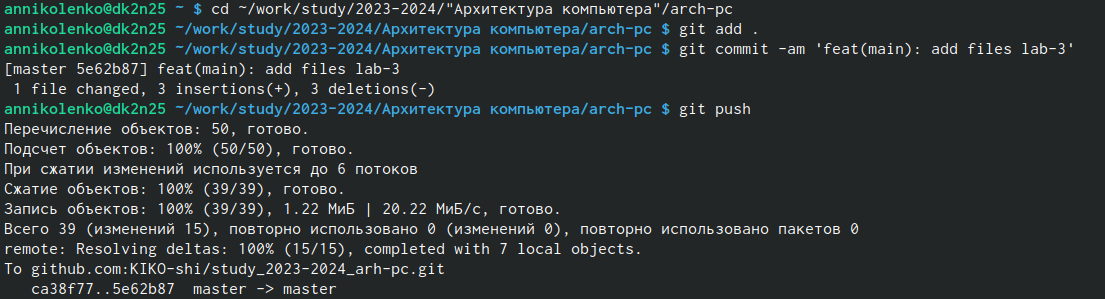 annikolenko@dk2n25 ~ $ cd ~/work/study/2023-2024/"Архитектура компьютера"/arch-pc
annikolenko@dk2n25 ~/work/study/2023-2024/Архитектура компьютера/arch-pc $ git add .
annikolenko@dk2n25 ~/work/study/2023-2024/Архитектура компьютера/arch-pc $ git commit -am 'feat(main): add files lab-3'
[master 5e62b87] feat(main): add files lab-3
 1 file changed, 3 insertions(+), 3 deletions(-)
annikolenko@dk2n25 ~/work/study/2023-2024/Архитектура компьютера/arch-pc $ git push
Перечисление объектов: 50, готово.
Подсчет объектов: 100% (50/50), готово.
При сжатии изменений используется до 6 потоков
Сжатие объектов: 100% (39/39), готово.
Запись объектов: 100% (39/39), 1.22 МиБ | 20.22 МиБ/с, готово.
Всего 39 (изменений 15), повторно использовано 0 (изменений 0), повторно использовано пакетов 0
remote: Resolving deltas: 100% (15/15), completed with 7 local objects.
To github.com:KIKO-shi/study_2023-2024_arh-pc.git
   ca38f77..5e62b87  master -> master